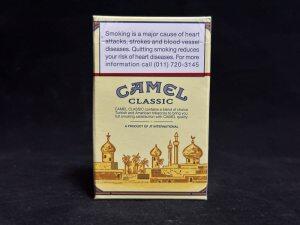 Smoking is a major cause of heart
attacks, strokes and blood vessel
diseases. Quitting smoking reduces
your risk of heart diseases. For more
information call (011) 720-3145
CAMEL
CLASSIC
CAMEL CLASSIC contains a blend of choice
Turkish and American tobaccos to bring you
full smoking satisfaction with CAMEL quality.
A PRODUCT OF JT INTERNATIONAL